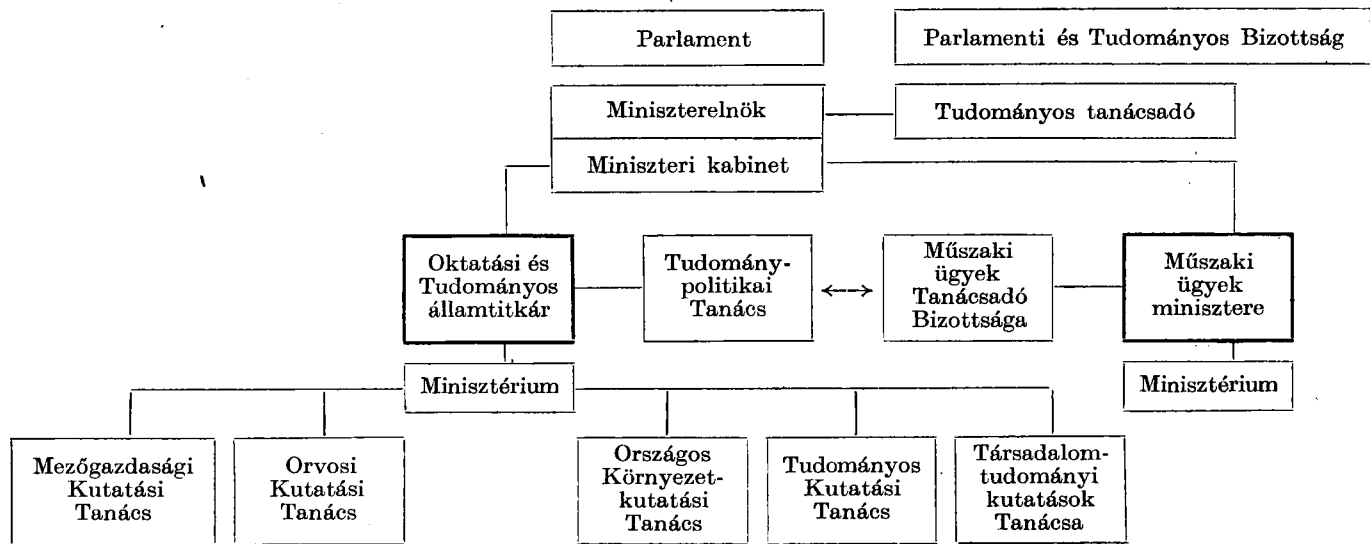 Parlament
Parlamenti és Tudományos Bizottság
Miniszterelnök
Tudományos tanácsadó
Miniszteri kabinet
Oktatási és
Tudományos
államtitkár
Tudomány-
politikai
Tanács
Műszaki
ügyek
Tanácsadó
Bizottsága
Műszaki
ügyek
minisztere
Minisztérium
Minisztérium
Mezőgazdasági
Kutatási
Tanács
Orvosi
Kutatási
Tanács
Országos
Környezet-
kutatási
Tanács
Tudományos
Kutatási
Tanács
Társadalom-
tudományi
kutatások
Tanácsa